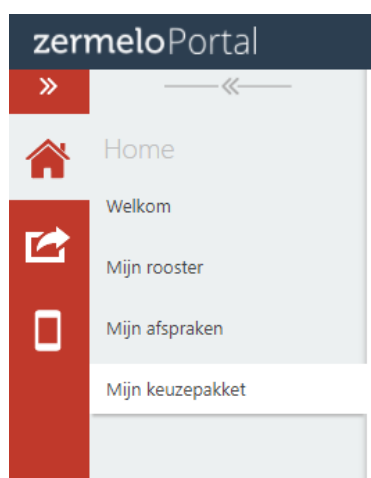 zermeloPortal
Home
Welkom
Mijn rooster
Mijn afspraken
Mijn keuzepakket